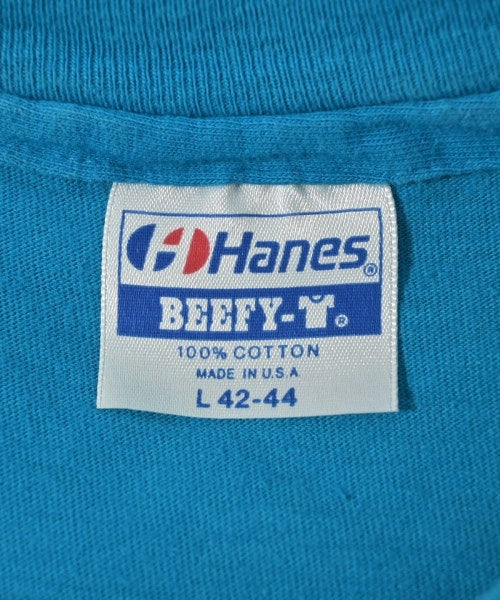 Hanes®
BEEFY-T®
100% COTTON
MADE IN U.S.A
L 42-44